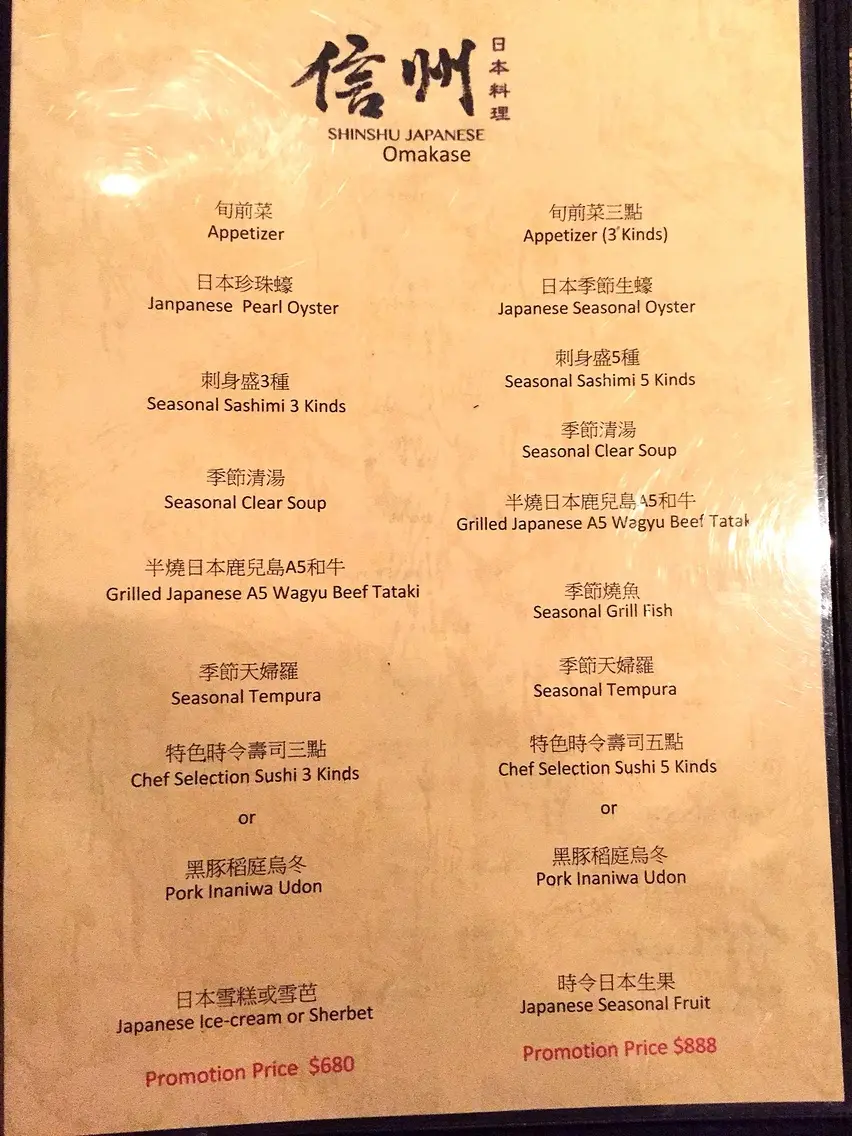 信州
日本料理
SHINSHU JAPANESE
Omakase
旬前菜
Appetizer
日本珍珠蠔
Janpanese Pearl Oyster
刺身盛3種
Seasonal Sashimi 3 Kinds
季節清湯
Seasonal Clear Soup
半燒日本鹿兒島A5和牛
Grilled Japanese A5 Wagyu Beef Tataki
季節天婦羅
Seasonal Tempura
特色時令壽司三點
Chef Selection Sushi 3 Kinds
or
黑豚稻庭烏冬
Pork Inaniwa Udon
日本雪糕或雪芭
Japanese Ice-cream or Sherbet
Promotion Price $680
旬前菜三點
Appetizer (3 Kinds)
日本季節生蠔
Japanese Seasonal Oyster
刺身盛5種
Seasonal Sashimi 5 Kinds
季節清湯
Seasonal Clear Soup
半燒日本鹿兒島A5和牛
Grilled Japanese A5 Wagyu Beef Tatak
季節燒魚
Seasonal Grill Fish
季節天婦羅
Seasonal Tempura
特色時令壽司五點
Chef Selection Sushi 5 Kinds
or
黑豚稻庭烏冬
Pork Inaniwa Udon
時令日本生果
Japanese Seasonal Fruit
Promotion Price $888